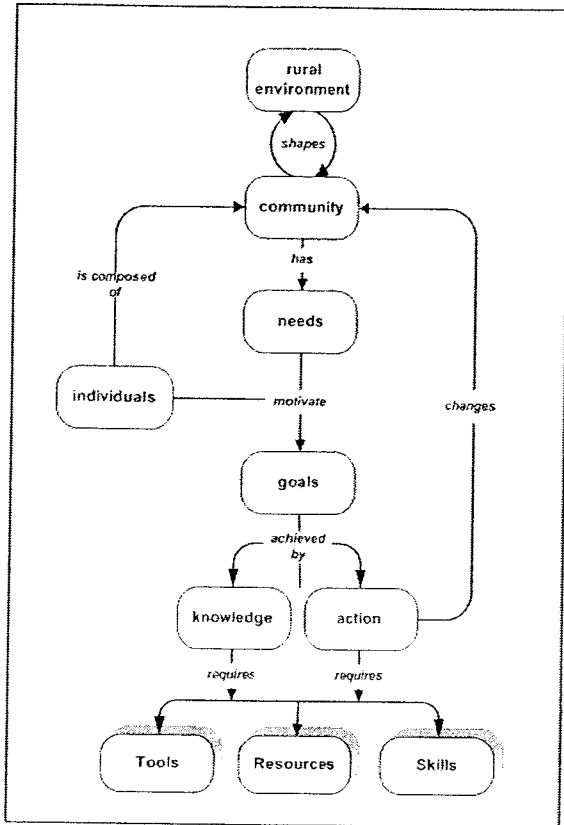 rural
environment
shapes
community
has
is composed
of
needs
individuals
motivate
changes
goals
achieved
by
knowledge
action
requires
requires
Tools
Resources
Skills